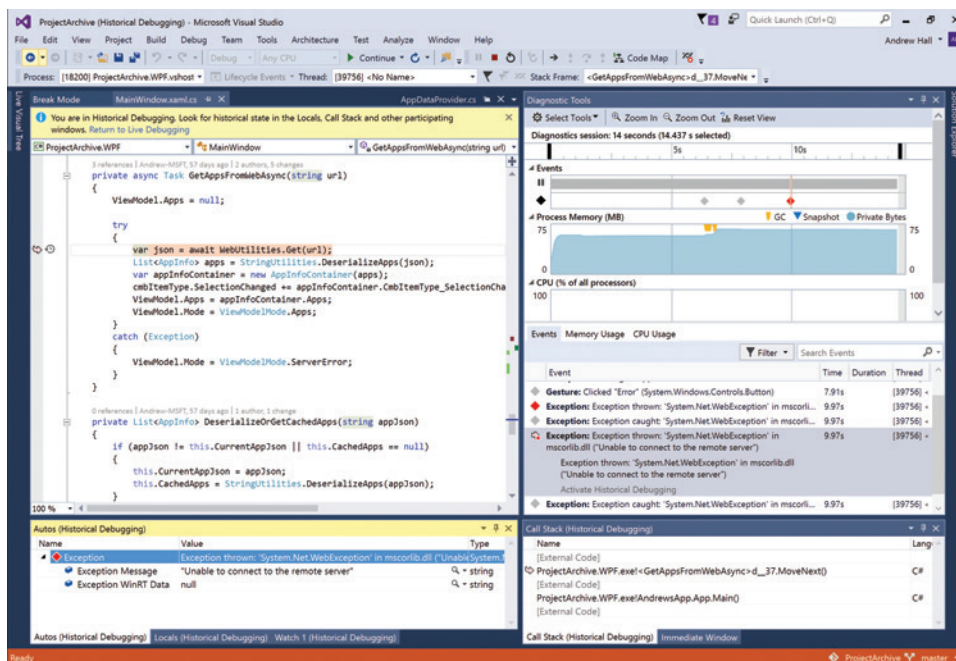 ProjectArchive (Historical Debugging) - Microsoft Visual Studio
4
Quick Launch (Ctrl+Q)
File Edit View Project Build Debug Team Tools Architecture Test Analyze Window Help
Andrew Hall
Debug Any CPU Continue Code Map
Process: [18200] ProjectArchive.WPF.vshost Lifecycle Events Thread: [39756] <No Name> Stack Frame: <GetAppsFromWebAsync>d__37.MoveNe
Live Visual Tree
Break Mode MainWindow.xaml.cs AppDataProvider.cs
You are in Historical Debugging. Look for historical state in the Locals, Call Stack and other participating
windows. Return to Live Debugging
ProjectArchive.WPF MainWindow GetAppsFromWebAsync(string url)
3 references | Andrew-MSFT, 57 days ago | 2 authors, 5 changes
private async Task GetAppsFromWebAsync(string url)
{
ViewModel.Apps = null;
try
{
var json = await WebUtilities.Get(url);
List<AppInfo> apps = StringUtilities.DeserializeApps(json);
var appInfoContainer = new AppInfoContainer(apps);
cmbItemType.SelectionChanged += appInfoContainer.CmbItemType_SelectionCha
ViewModel.Apps = appInfoContainer.Apps;
ViewModel.Mode = ViewModelMode.Apps;
}
catch (Exception)
{
ViewModel.Mode = ViewModelMode.ServerError;
}
}
0 references | Andrew-MSFT, 57 days ago | 1 author, 1 change
private List<AppInfo> DeserializeOrGetCachedApps(string appJson)
{
if (appJson != this.CurrentAppJson || this.CachedApps == null)
{
this.CurrentAppJson = appJson;
this.CachedApps = StringUtilities.DeserializeApps(appJson);
}
100 %
Diagnostic Tools
Select Tools Zoom In Zoom Out Reset View
Diagnostics session: 14 seconds (14.437 s selected)
5s 10s
Events
Process Memory (MB) GC Snapshot Private Bytes
75 75
0 0
CPU (% of all processors)
100 100
Events Memory Usage CPU Usage
Filter Search Events
Event Time Duration Thread
Gesture: Clicked "Error" (System.Windows.Controls.Button) 7.91s [39756]
Exception: Exception thrown: 'System.Net.WebException' in mscorli... 9.97s [39756]
Exception: Exception caught: 'System.Net.WebException' in mscorli... 9.97s [39756]
Exception: Exception thrown: 'System.Net.WebException' in 9.97s [39756]
mscorlib.dll ("Unable to connect to the remote server")
Exception thrown: 'System.Net.WebException' in mscorlib.dll
("Unable to connect to the remote server")
Activate Historical Debugging
Exception: Exception caught: 'System.Net.WebException' in mscorli... 9.97s [39756]
Autos (Historical Debugging)
Name Value Type
Exception Exception thrown: 'System.Net.WebException' in mscorlib.dll ("Unable System.
Exception Message "Unable to connect to the remote server" string
Exception WinRT Data null string
Autos (Historical Debugging) Locals (Historical Debugging) Watch 1 (Historical Debugging)
Call Stack (Historical Debugging)
Name Lang
[External Code]
ProjectArchive.WPF.exe!<GetAppsFromWebAsync>d__37.MoveNext() C#
[External Code]
ProjectArchive.WPF.exe!AndrewsApp.App.Main() C#
[External Code]
Call Stack (Historical Debugging) Immediate Window
Ready ProjectArchive master